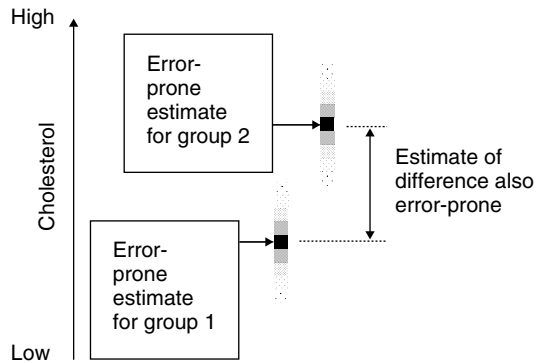 High
Error-
prone
estimate
for group 2
Cholesterol
Estimate of
difference also
error-prone
Error-
prone
estimate
for group 1
Low